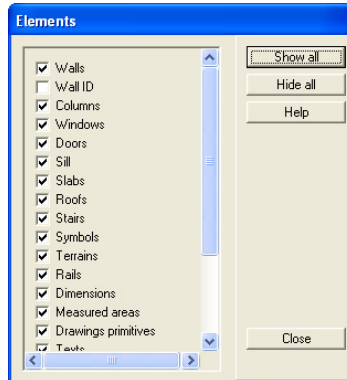 Elements
Walls
Wall ID
Columns
Windows
Doors
Sill
Slabs
Roofs
Stairs
Symbols
Terrains
Rails
Dimensions
Measured areas
Drawings primitives
Texts
Show all
Hide all
Help
Close